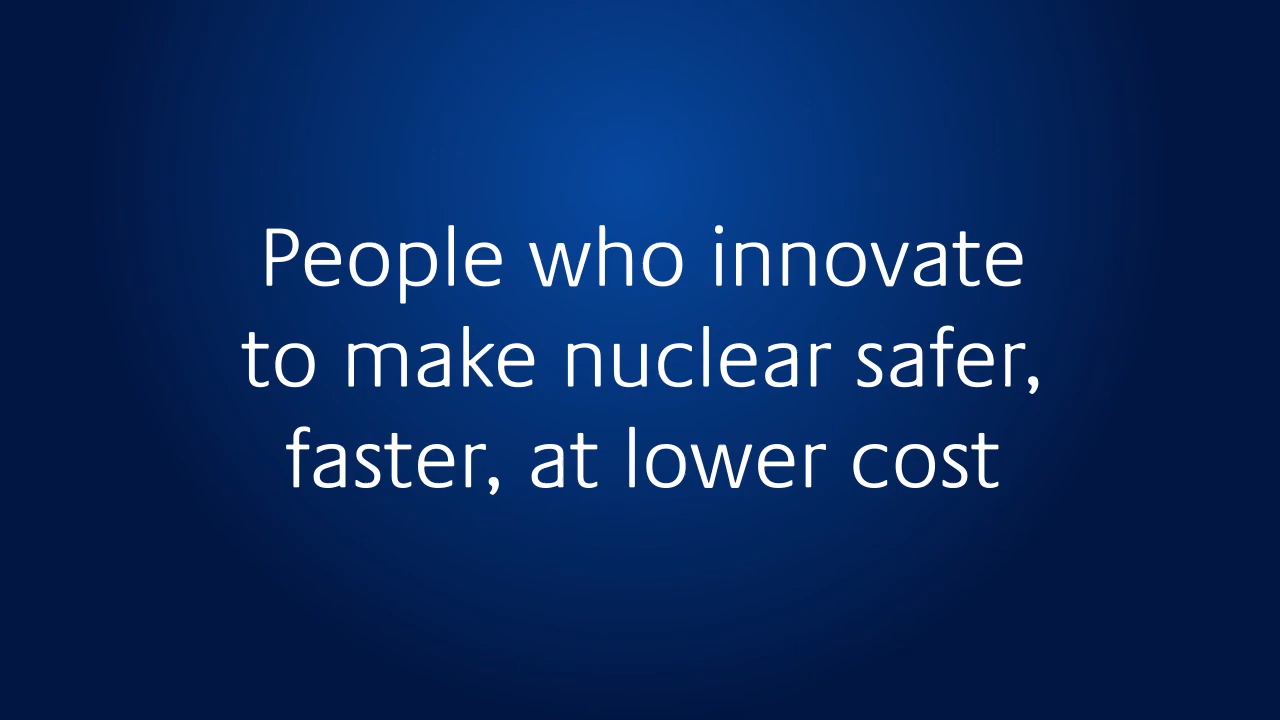 People who innovate
to make nuclear safer,
faster, at lower cost